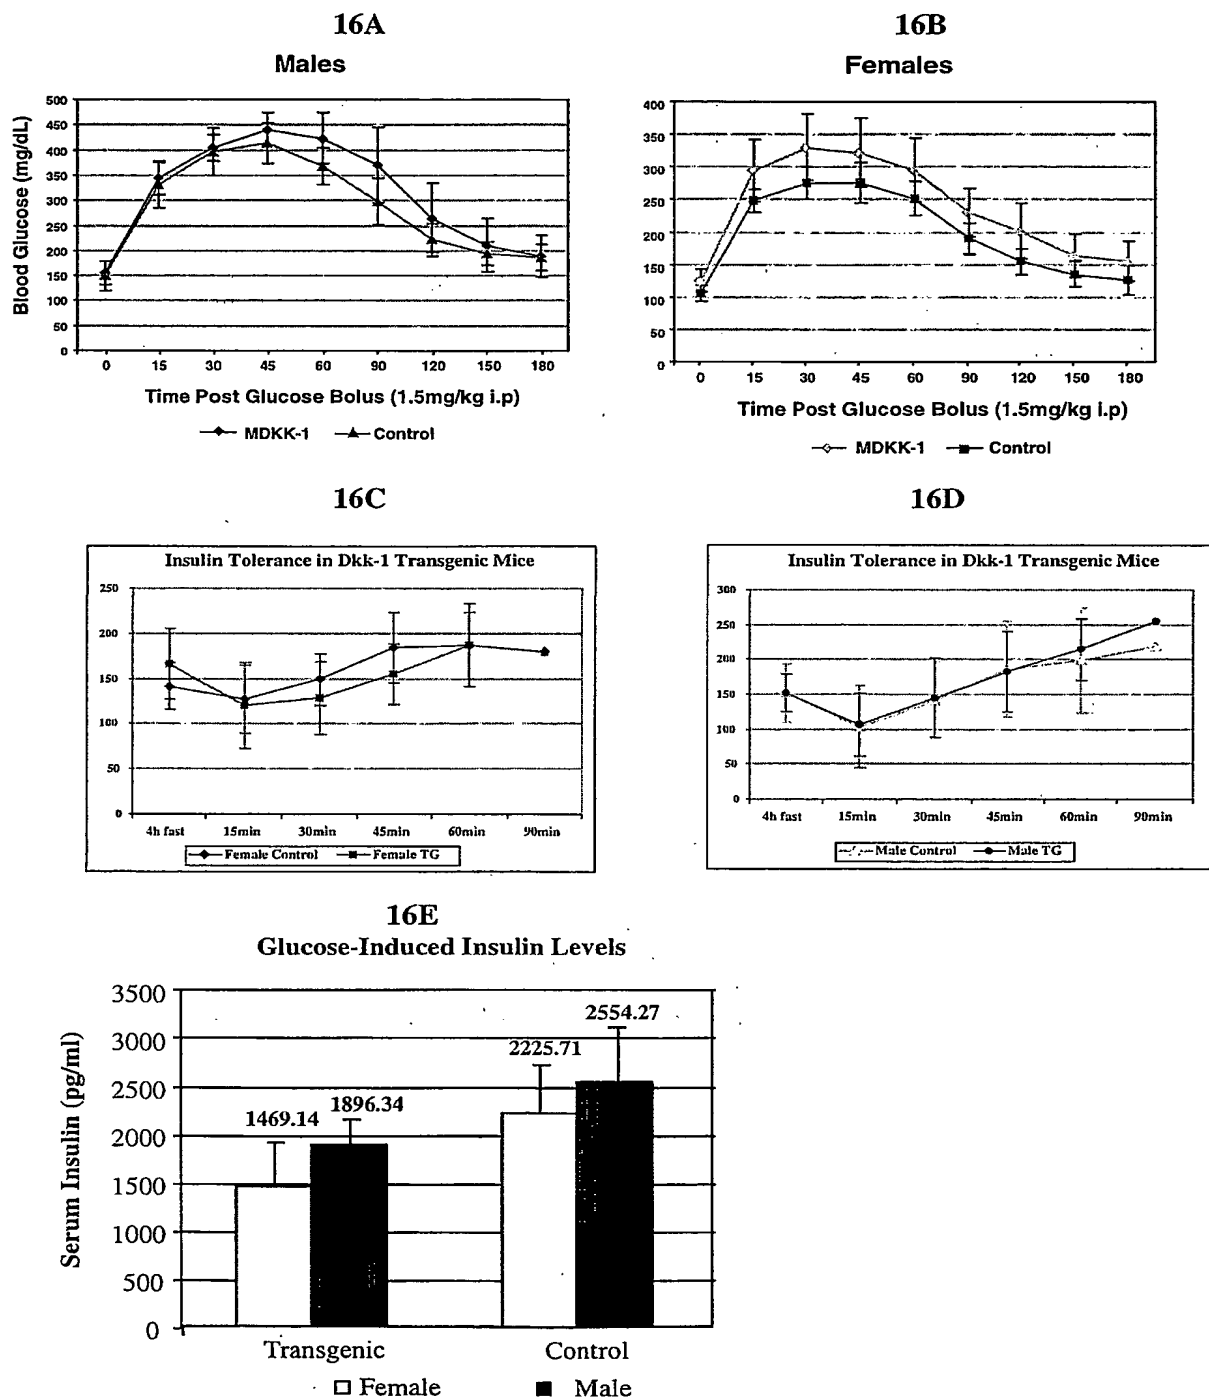 16A
Males
500
450
400
350
300
250
200
150
100
50
0
Blood Glucose (mg/dL)
0 15 30 45 60 90 120 150 180
Time Post Glucose Bolus (1.5mg/kg i.p)
MDKK-1 Control
16B
Females
400
350
300
250
200
150
100
50
0
0 15 30 45 60 90 120 150 180
Time Post Glucose Bolus (1.5mg/kg i.p)
MDKK-1 Control
16C
Insulin Tolerance in Dkk-1 Transgenic Mice
250
200
150
100
50
0
4h fast 15min 30min 45min 60min 90min
Female Control Female TG
16D
Insulin Tolerance in Dkk-1 Transgenic Mice
300
250
200
150
100
50
0
4h fast 15min 30min 45min 60min 90min
Male Control Male TG
16E
Glucose-Induced Insulin Levels
3500
3000
2500
2000
1500
1000
500
0
Serum Insulin (pg/ml)
1469.14
1896.34
2225.71
2554.27
Transgenic Control
Female Male